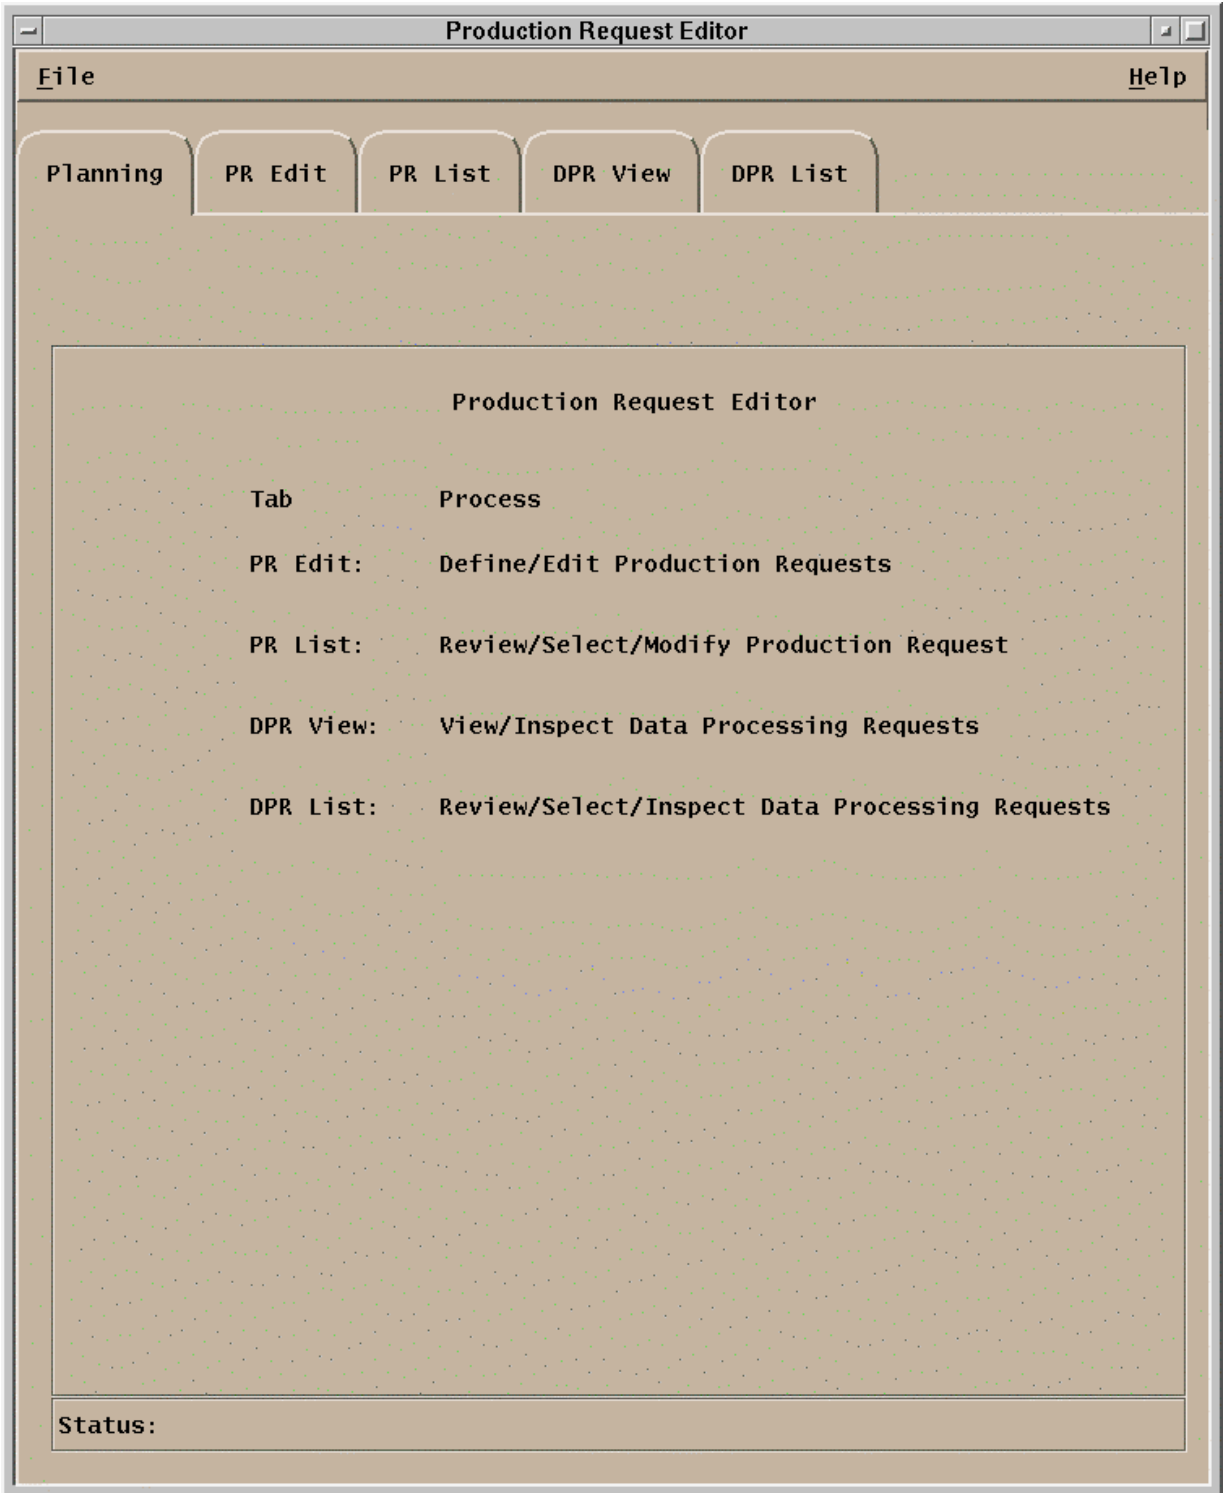 Production Request Editor
File Help
Planning PR Edit PR List DPR View DPR List
Production Request Editor
Tab Process
PR Edit: Define/Edit Production Requests
PR List: Review/Select/Modify Production Request
DPR View: View/Inspect Data Processing Requests
DPR List: Review/Select/Inspect Data Processing Requests
Status: